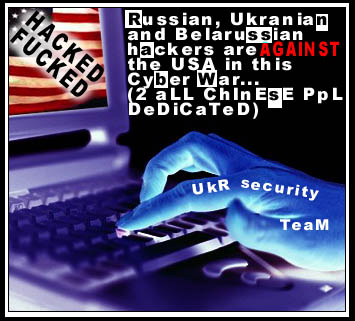 HACKED
FUCKED
Russian, Ukranian
and Belarussian
hackers are AGAINST
the USA in this
Cyber War...
(2 aLL ChInEsE PpL
DeDiCaTeD)
UkR security
TeaM